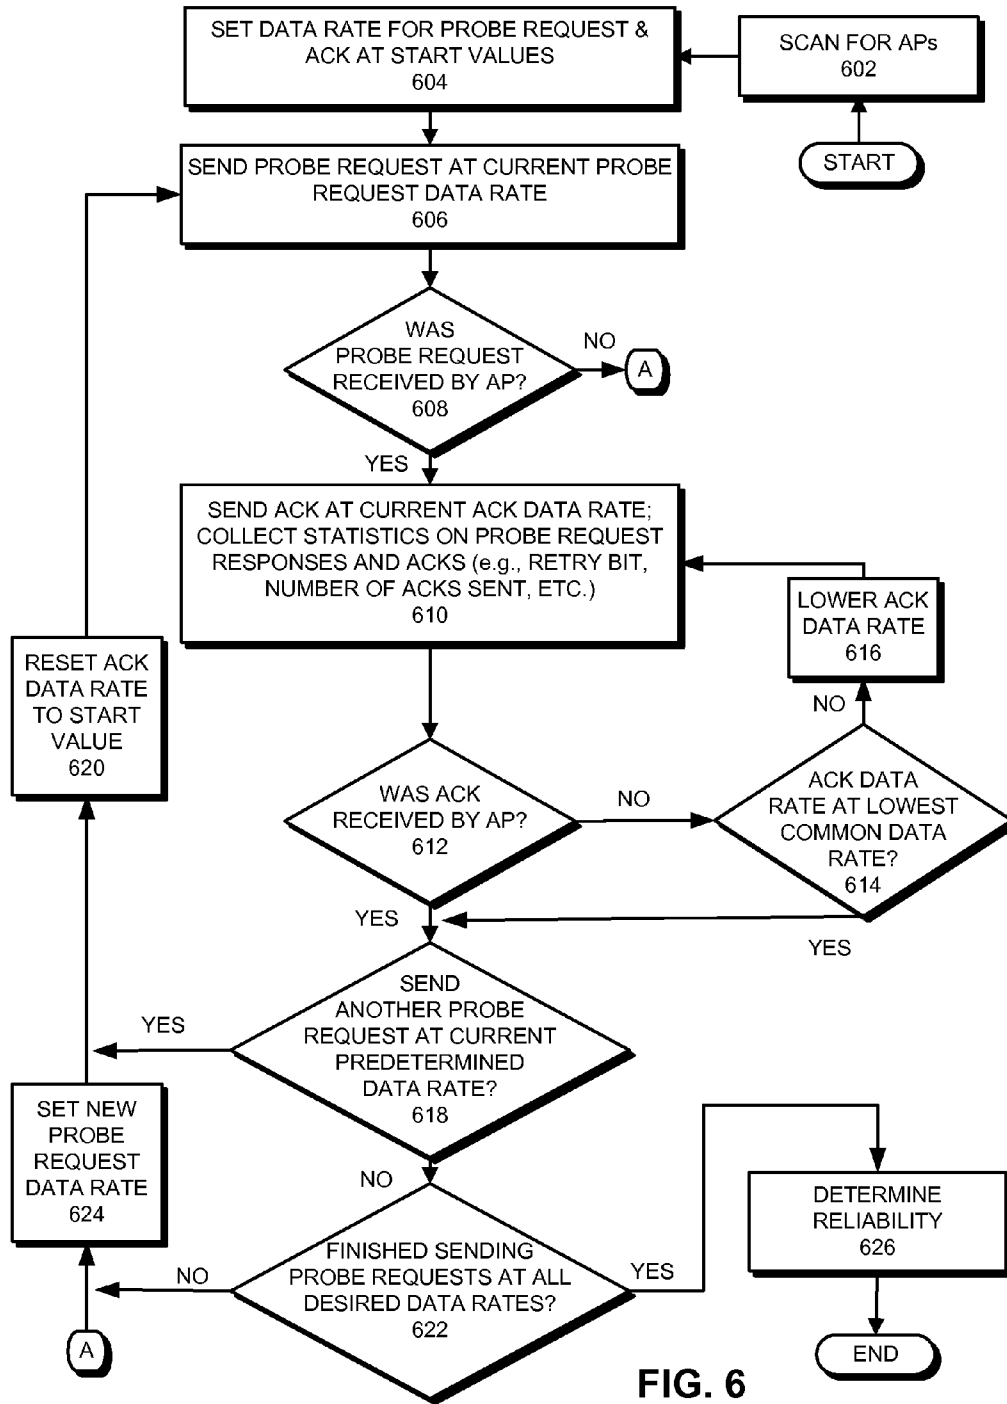 SET DATA RATE FOR PROBE REQUEST &
ACK AT START VALUES
604
SCAN FOR APs
602
START
SEND PROBE REQUEST AT CURRENT PROBE
REQUEST DATA RATE
606
WAS
PROBE REQUEST
RECEIVED BY AP?
608
NO
A
YES
SEND ACK AT CURRENT ACK DATA RATE;
COLLECT STATISTICS ON PROBE REQUEST
RESPONSES AND ACKS (e.g., RETRY BIT,
NUMBER OF ACKS SENT, ETC.)
610
LOWER ACK
DATA RATE
616
RESET ACK
DATA RATE
TO START
VALUE
620
NO
WAS ACK
RECEIVED BY AP?
612
NO
ACK DATA
RATE AT LOWEST
COMMON DATA
RATE?
614
YES
YES
SEND
ANOTHER PROBE
REQUEST AT CURRENT
PREDETERMINED
DATA RATE?
618
YES
SET NEW
PROBE
REQUEST
DATA RATE
624
NO
DETERMINE
RELIABILITY
626
FINISHED SENDING
PROBE REQUESTS AT ALL
DESIRED DATA RATES?
622
NO
YES
A
END
FIG. 6